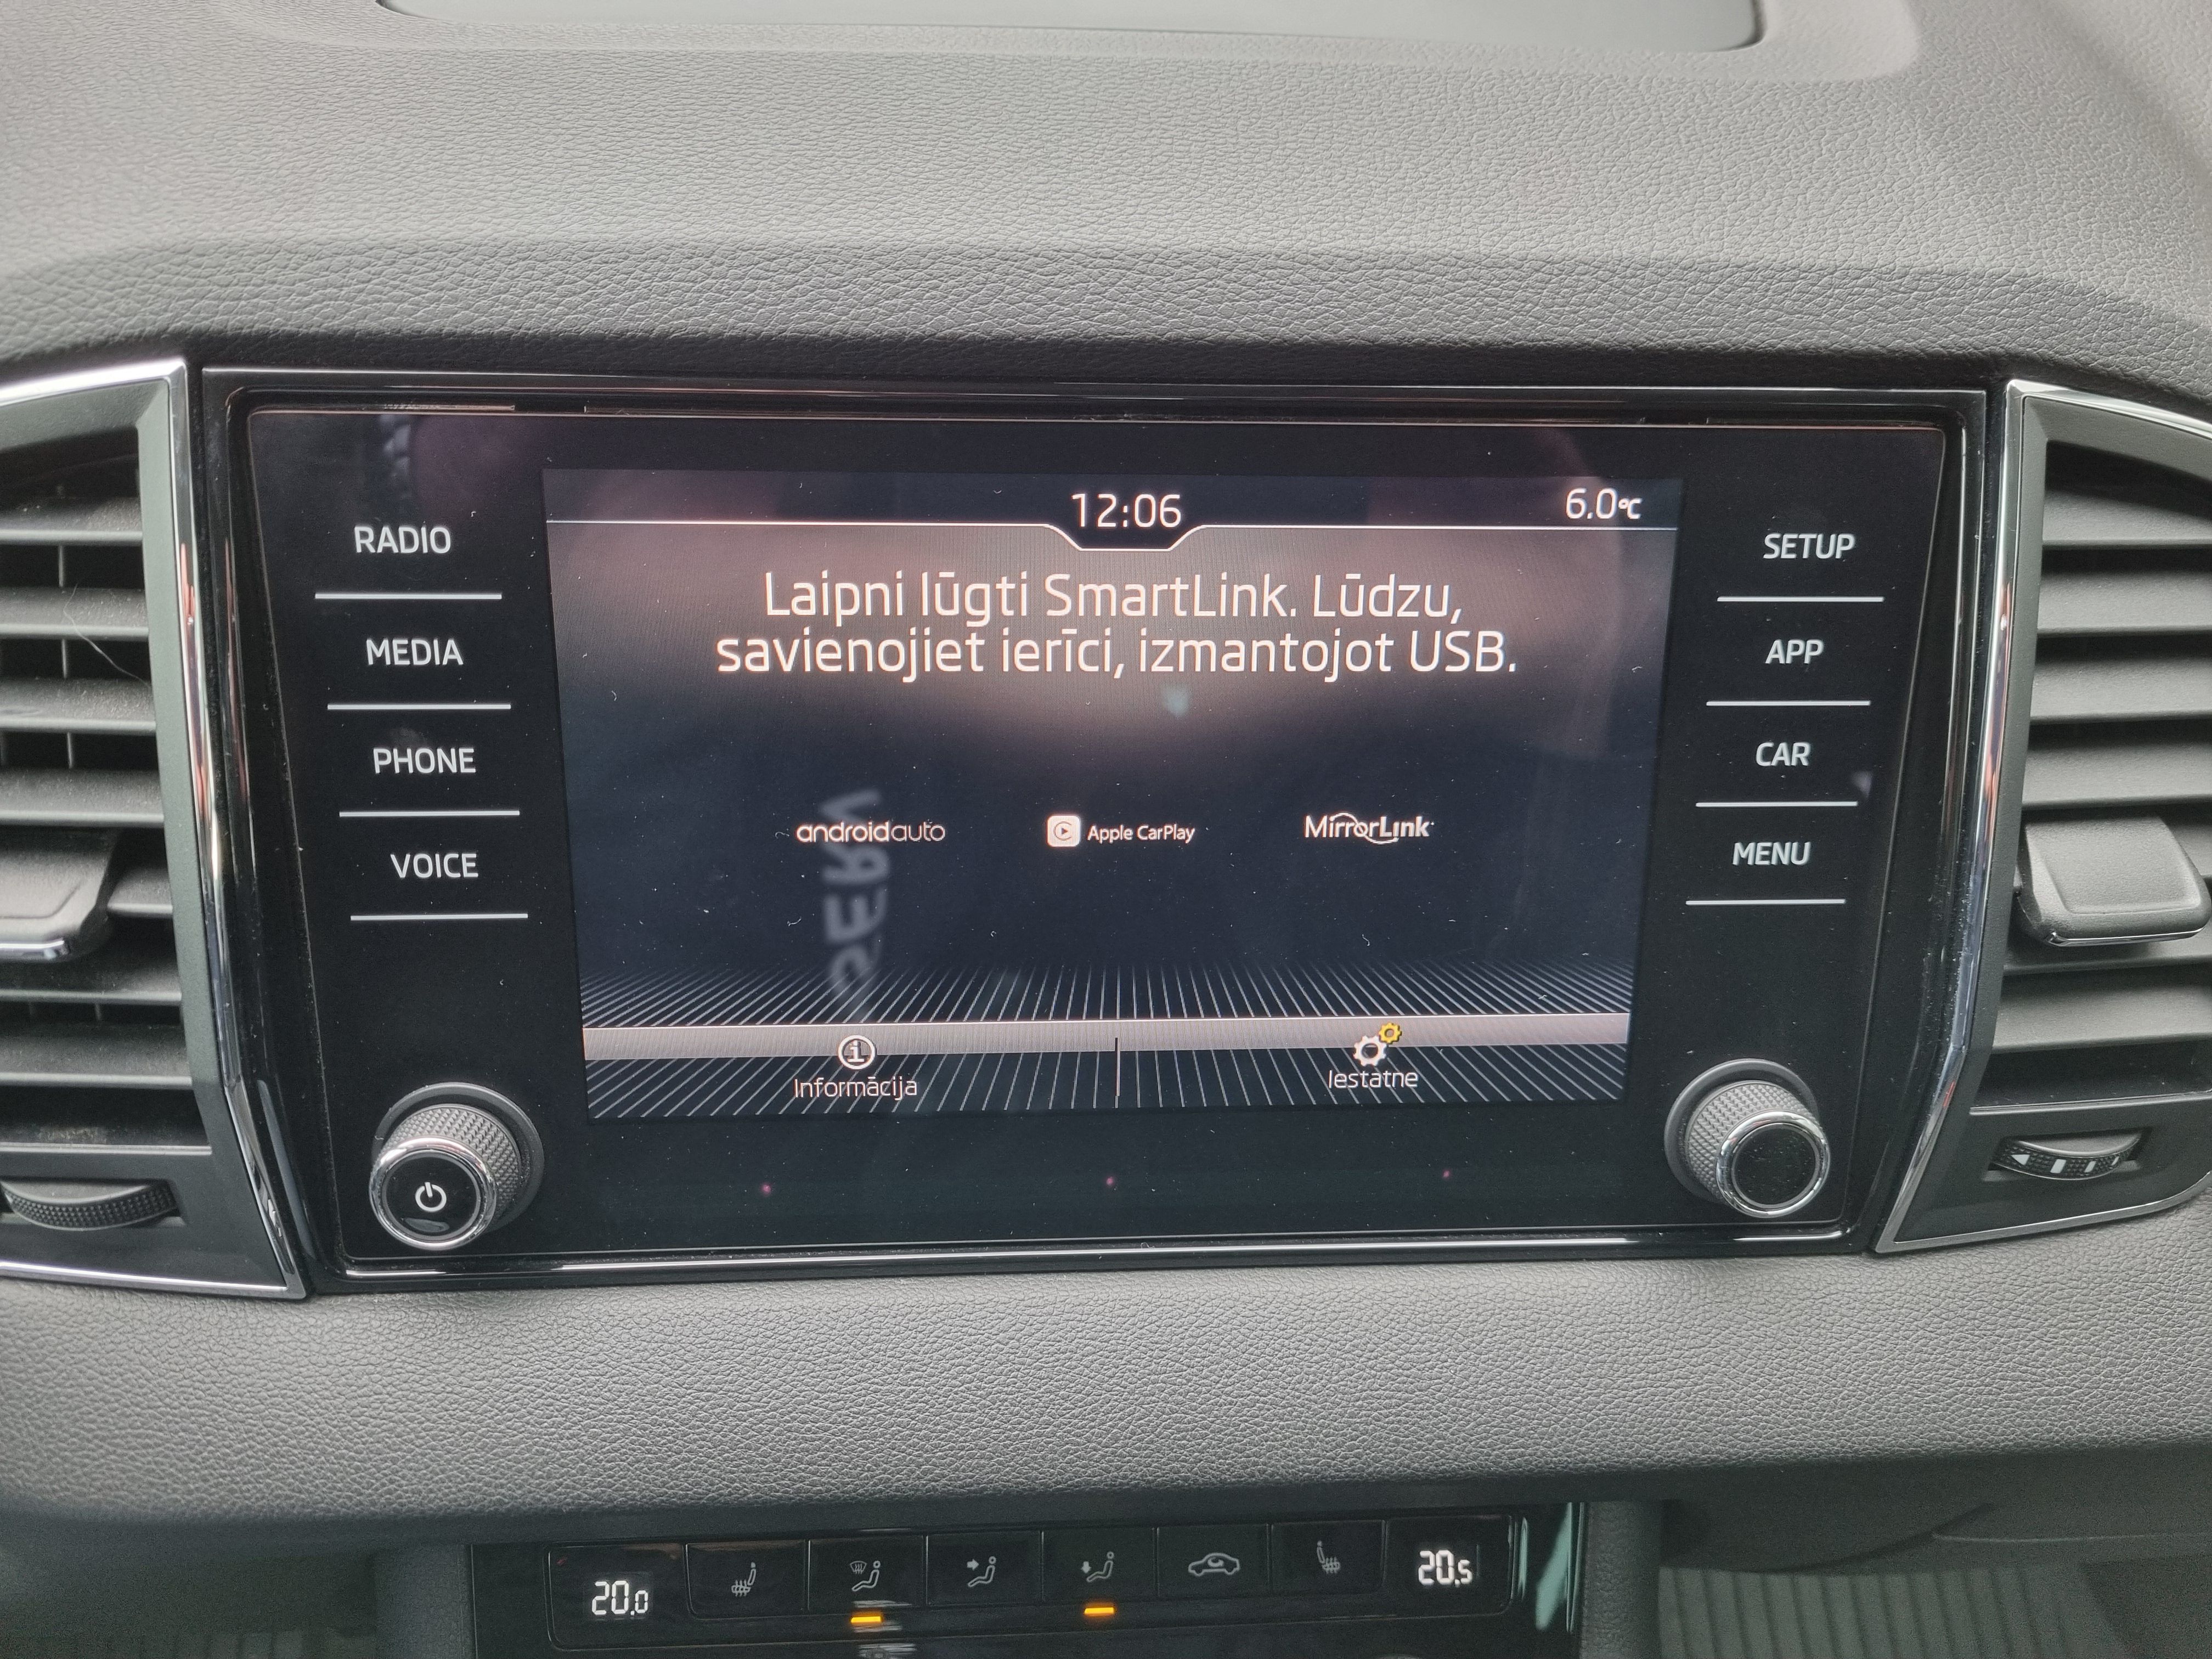 12:06
6.0°C
RADIO
MEDIA
PHONE
VOICE
Laipni lūgti SmartLink. Lūdzu,
savienojiet ierīci, izmantojot USB.
androidauto
Apple CarPlay
MirrorLink
Informācija
Iestatne
SETUP
APP
CAR
MENU
20.0
20.5